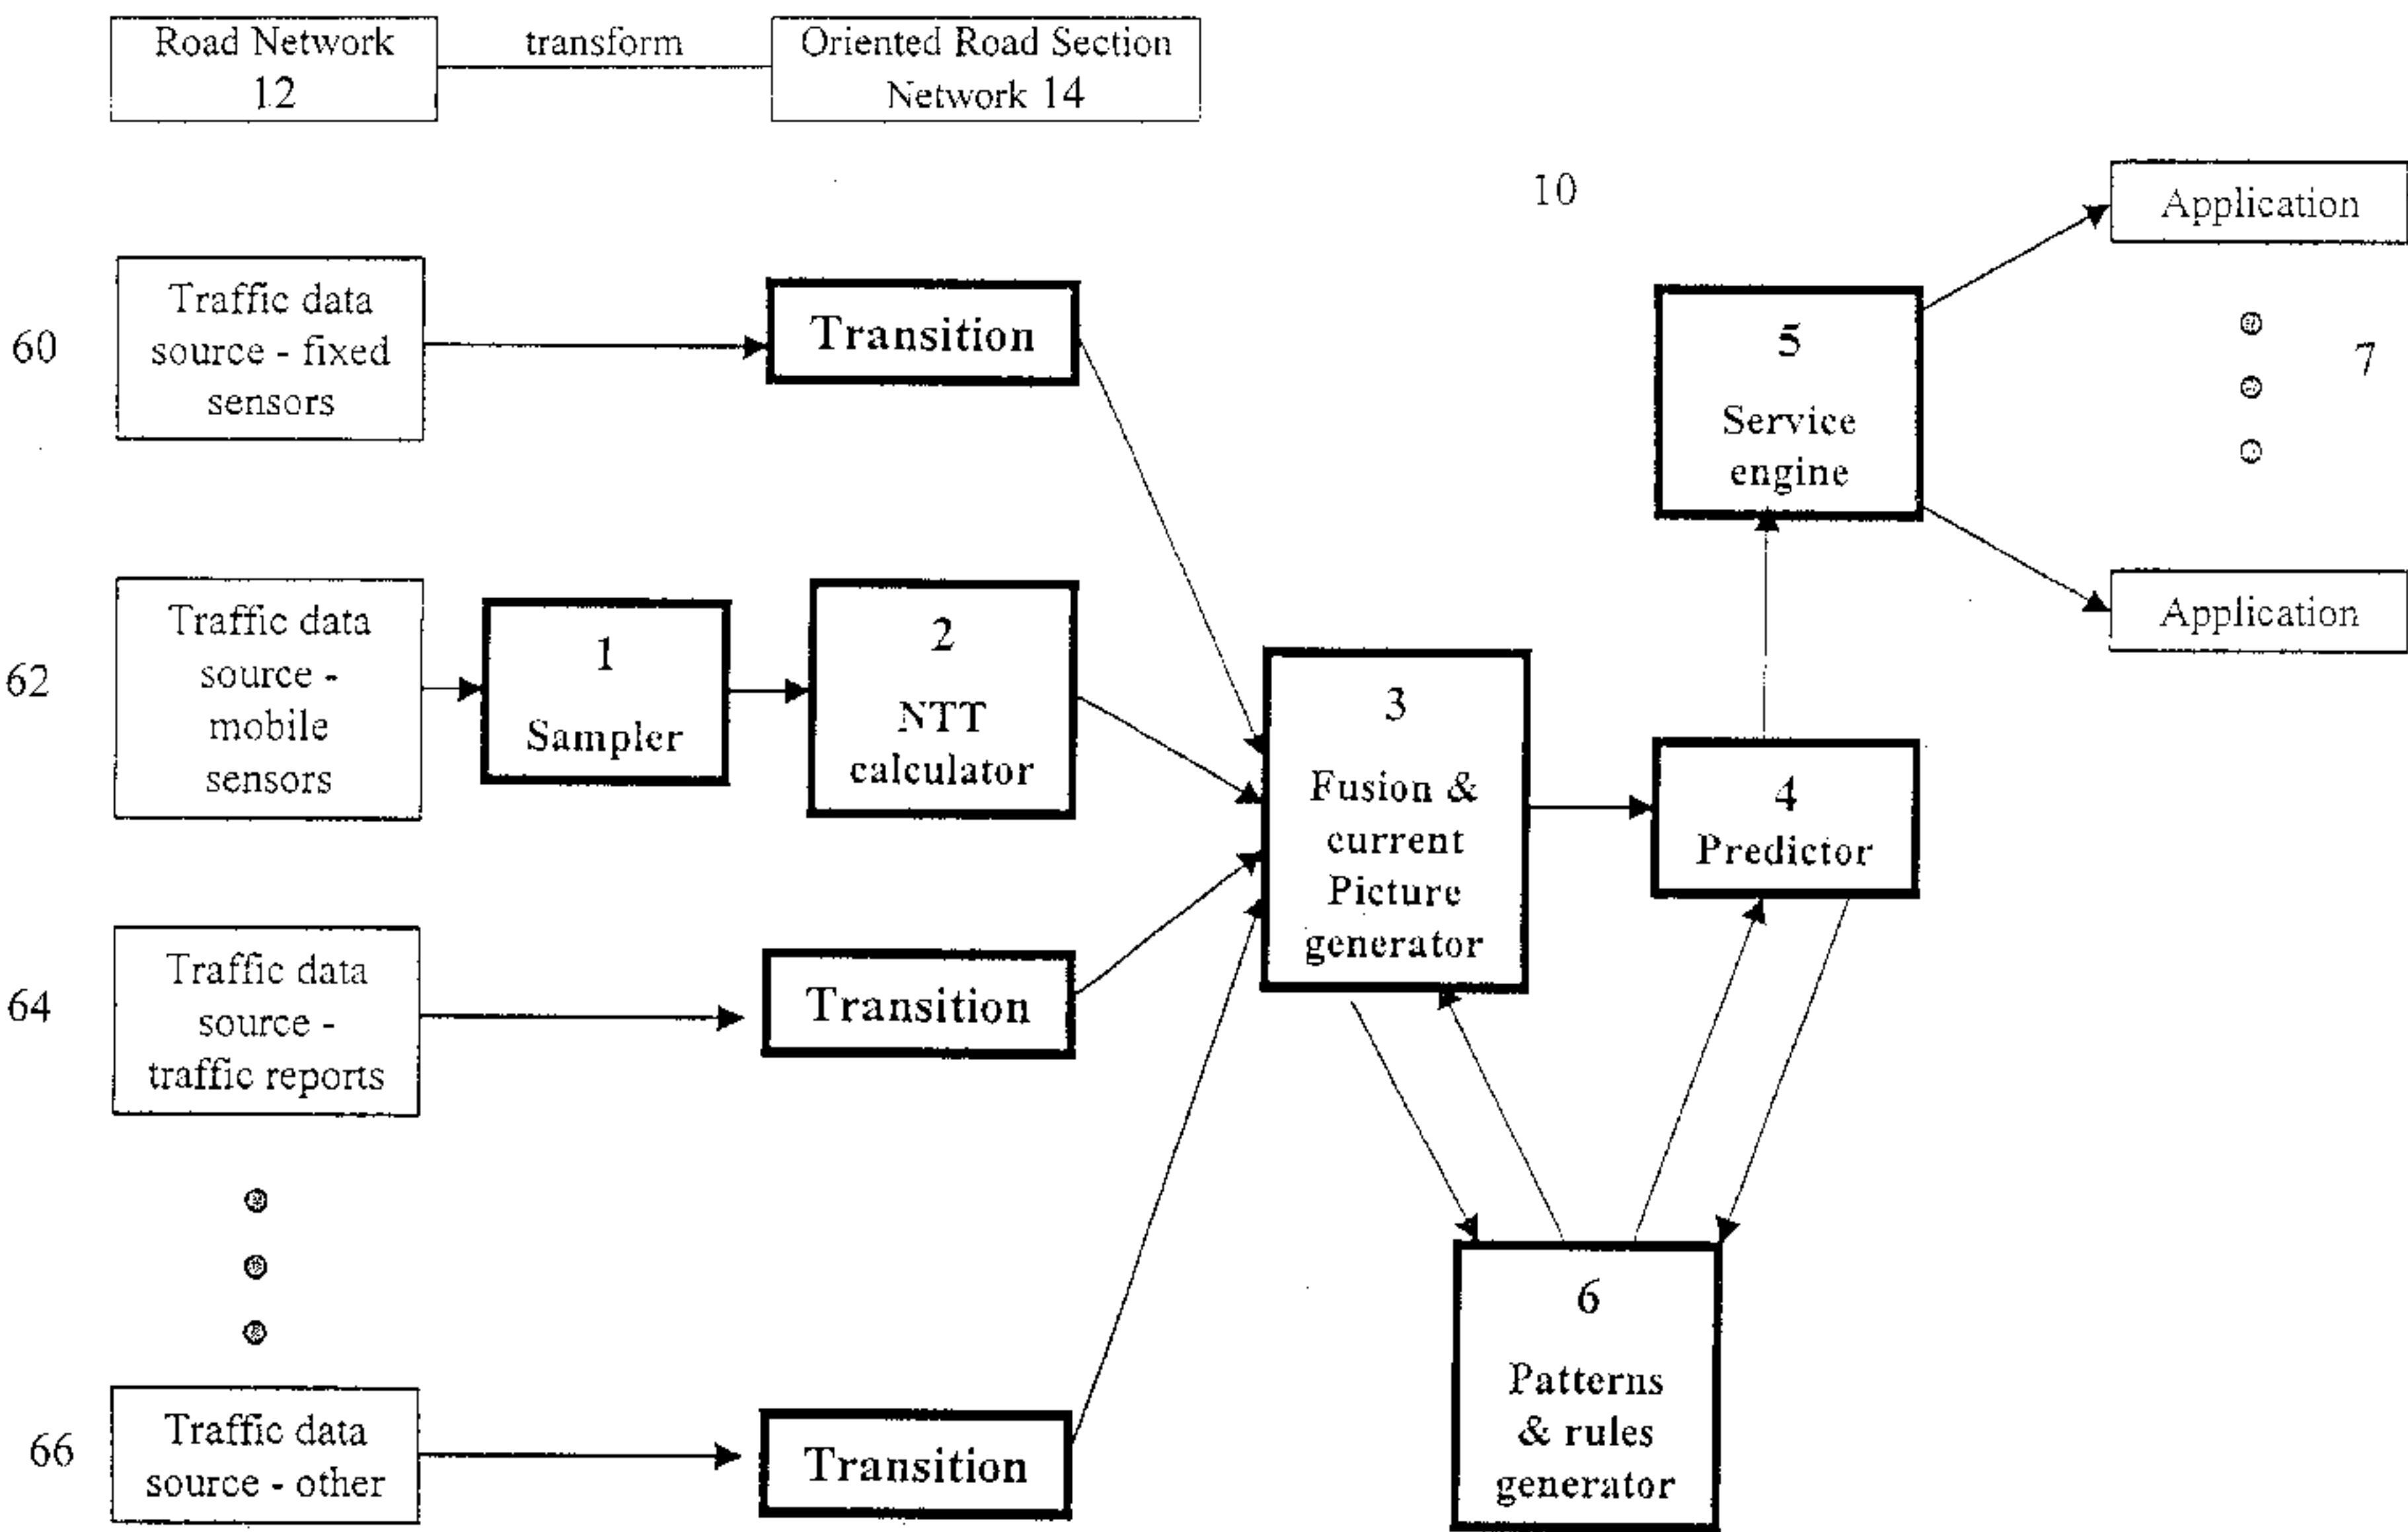 Road Network
12
transform
Oriented Road Section
Network 14
10
Application
60
Traffic data
source - fixed
sensors
Transition
5
Service
engine
7
62
Traffic data
source -
mobile
sensors
1
Sampler
2
NTT
calculator
Application
3
Fusion &
current
Picture
generator
4
Predictor
64
Traffic data
source -
traffic reports
Transition
6
Patterns
& rules
generator
66
Traffic data
source - other
Transition